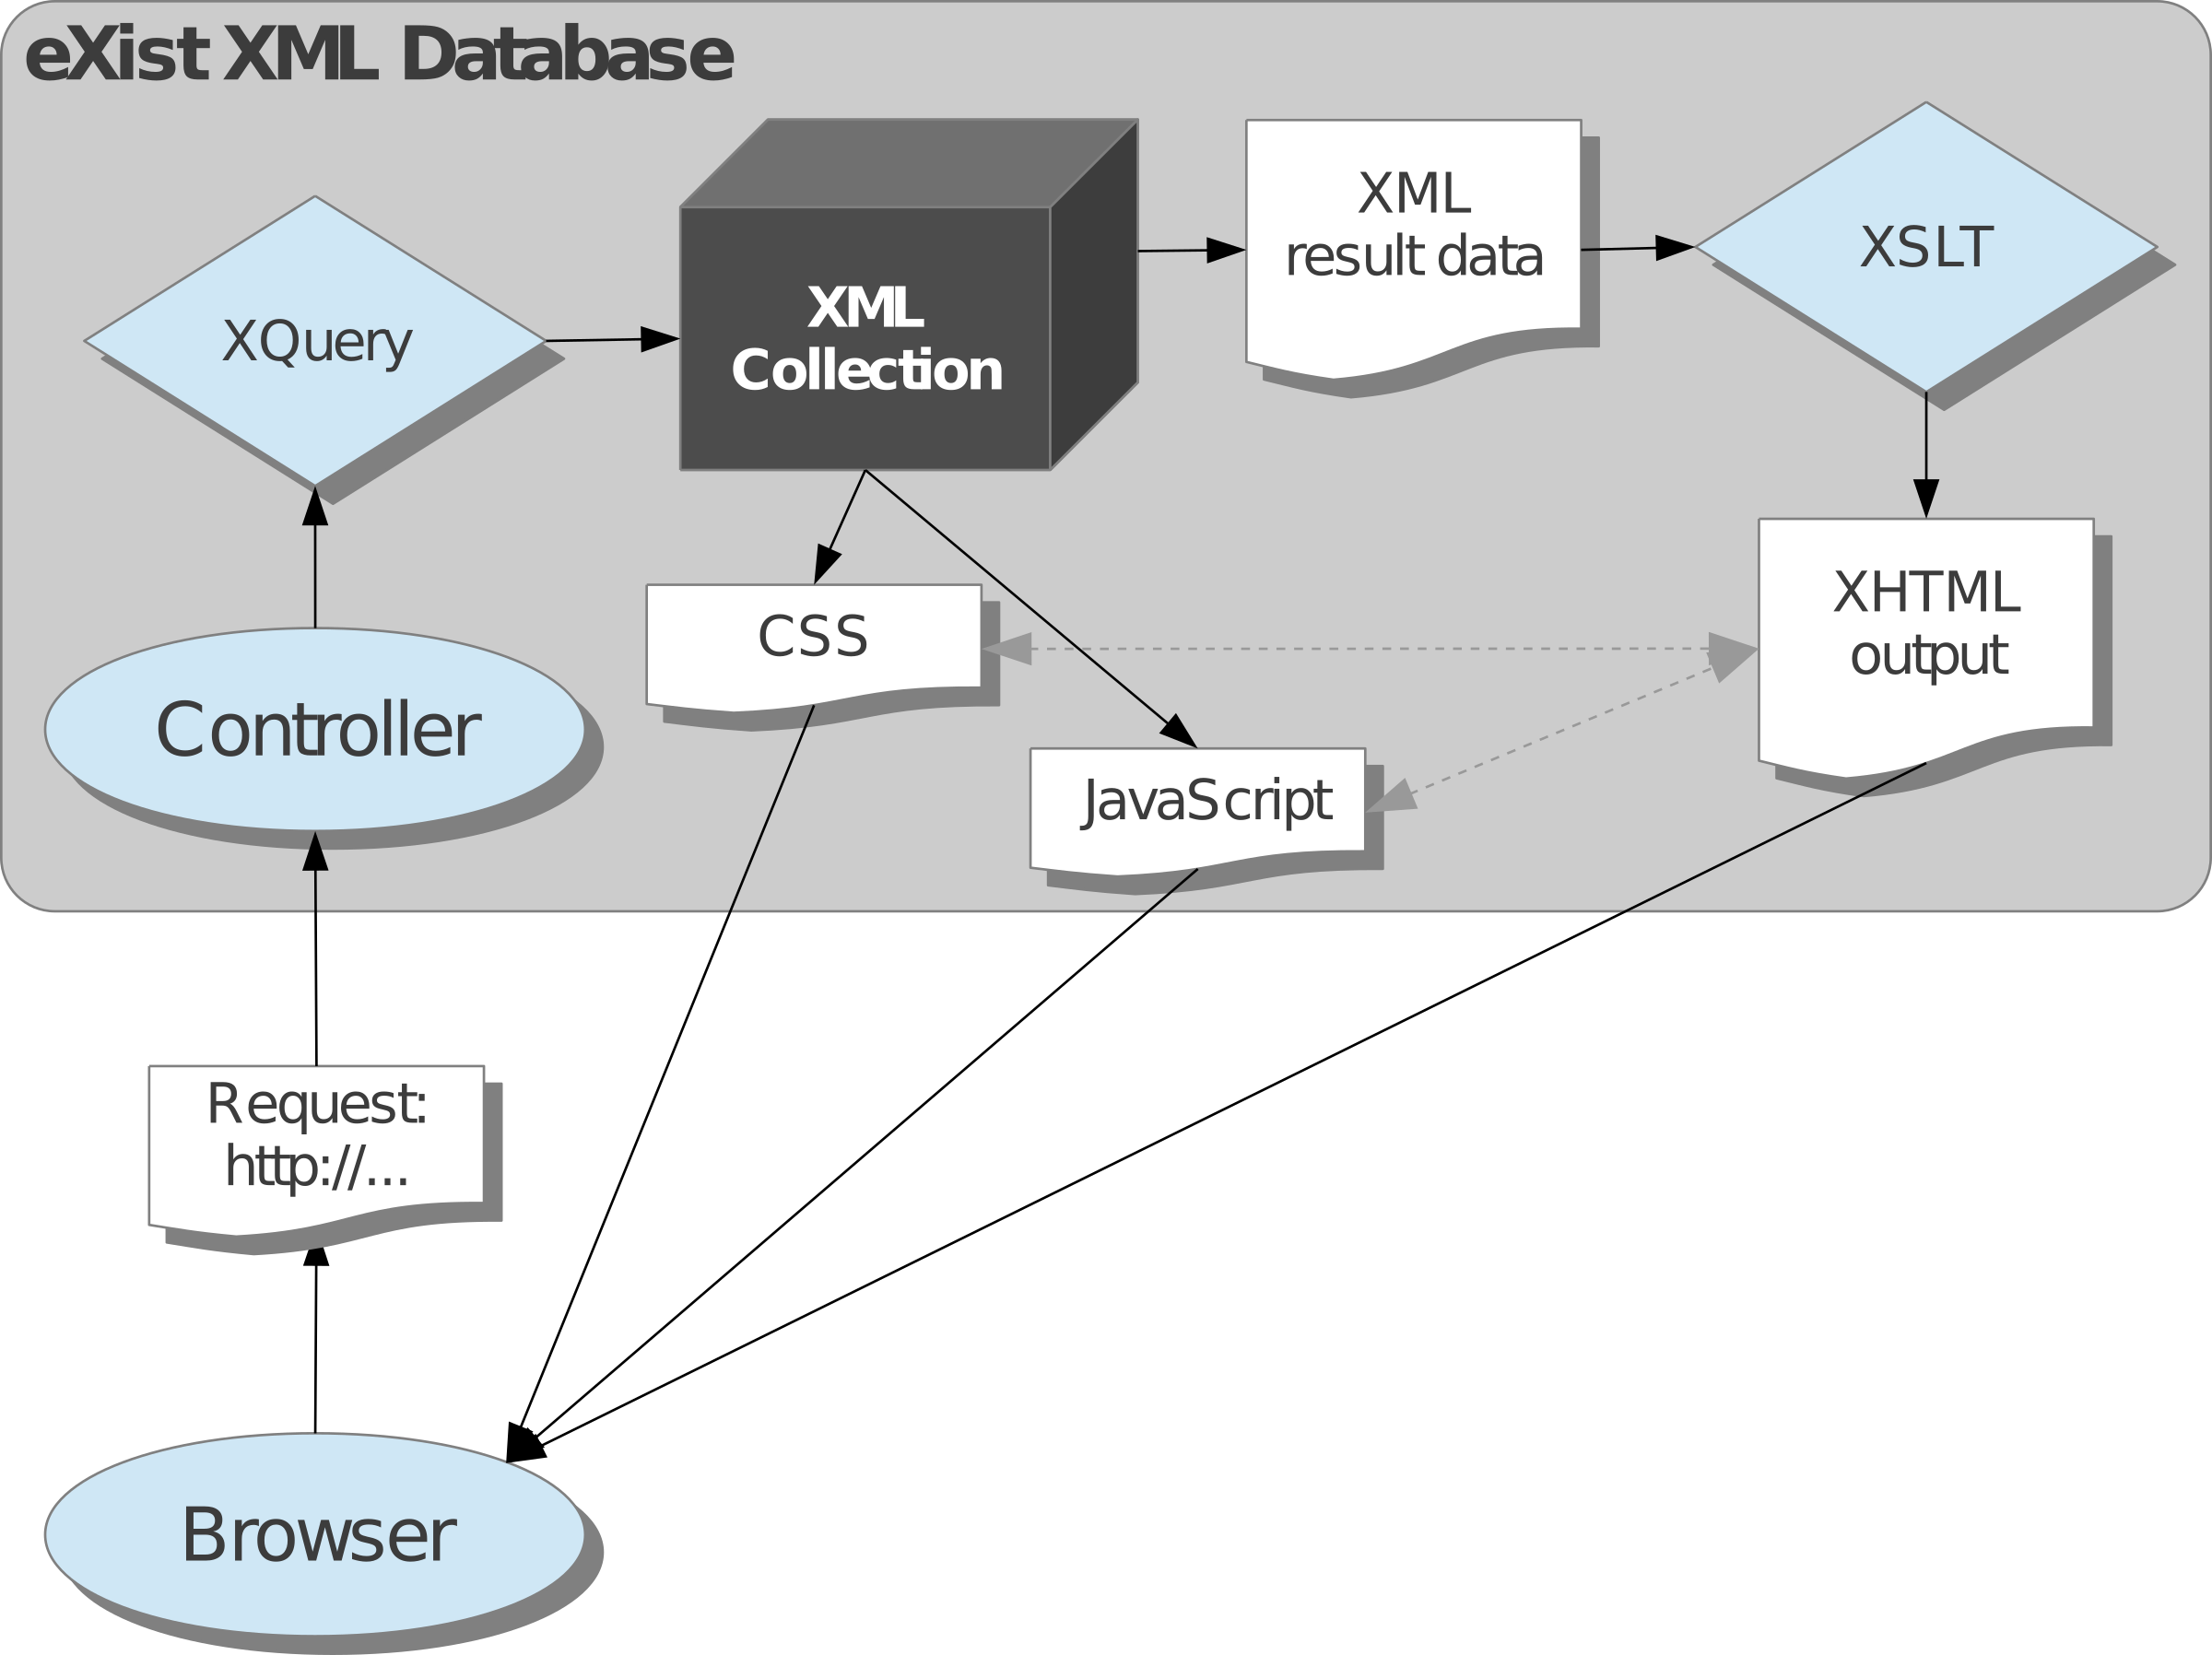 eXist XML Database
XML
result data
XSLT
XQuery
XML
Collection
XHTML
output
CSS
Controller
JavaScript
Request:
http://...
Browser